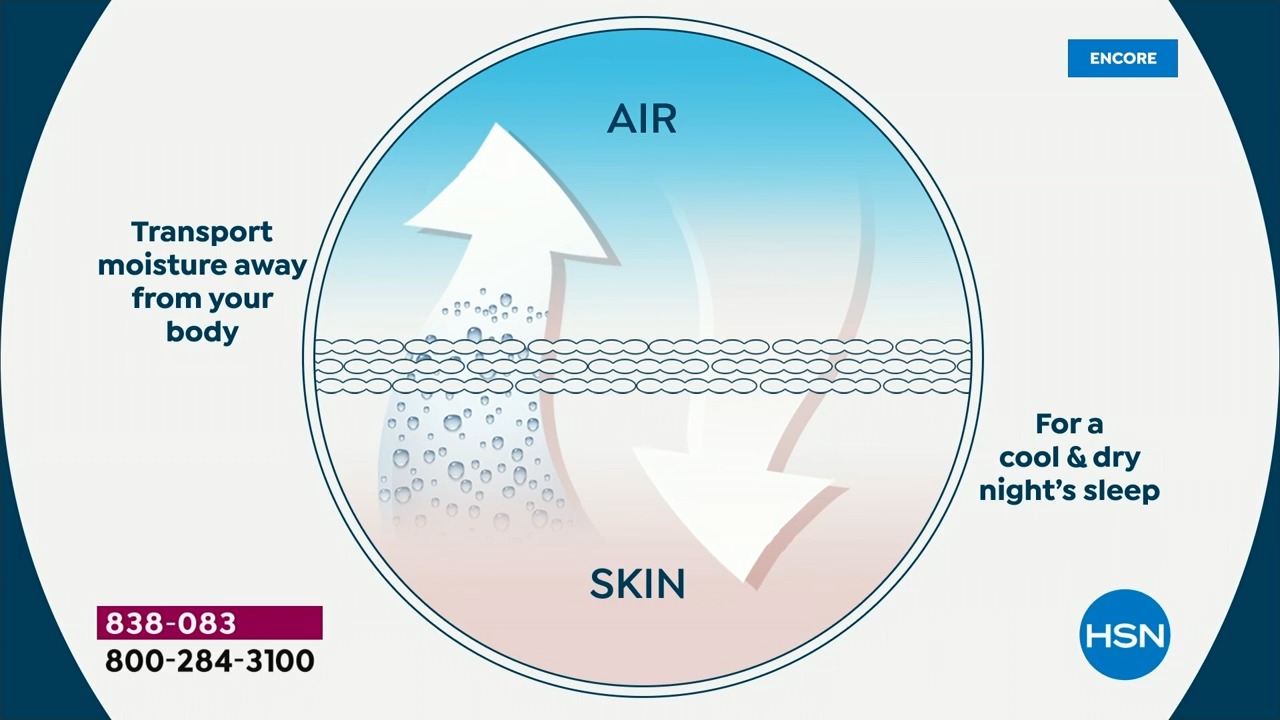 ENCORE
AIR
Transport
moisture away
from your
body
For a
cool & dry
night's sleep
SKIN
838-083
800-284-3100
HSN